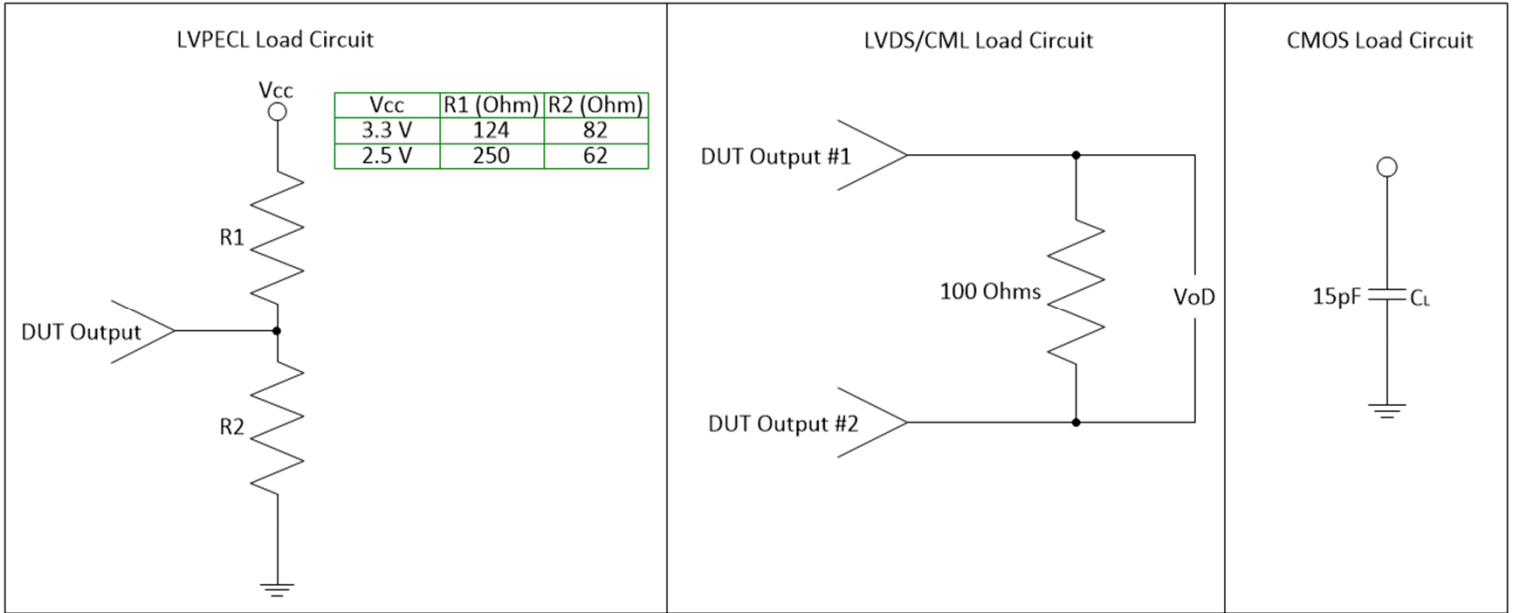 LVPECL Load Circuit
Vcc
Vcc R1 (Ohm) R2 (Ohm)
3.3 V 124 82
2.5 V 250 62
R1
DUT Output
R2
LVDS/CML Load Circuit
DUT Output #1
100 Ohms
VoD
DUT Output #2
CMOS Load Circuit
15pF CL